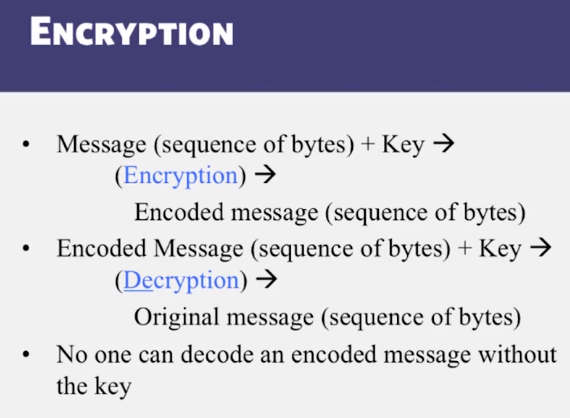 ENCRYPTION
• Message (sequence of bytes) + Key →
(Encryption) →
Encoded message (sequence of bytes)
• Encoded Message (sequence of bytes) + Key →
(Decryption) →
Original message (sequence of bytes)
• No one can decode an encoded message without
the key